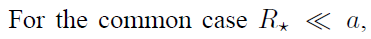 For the common case R⋆ ≪ a,